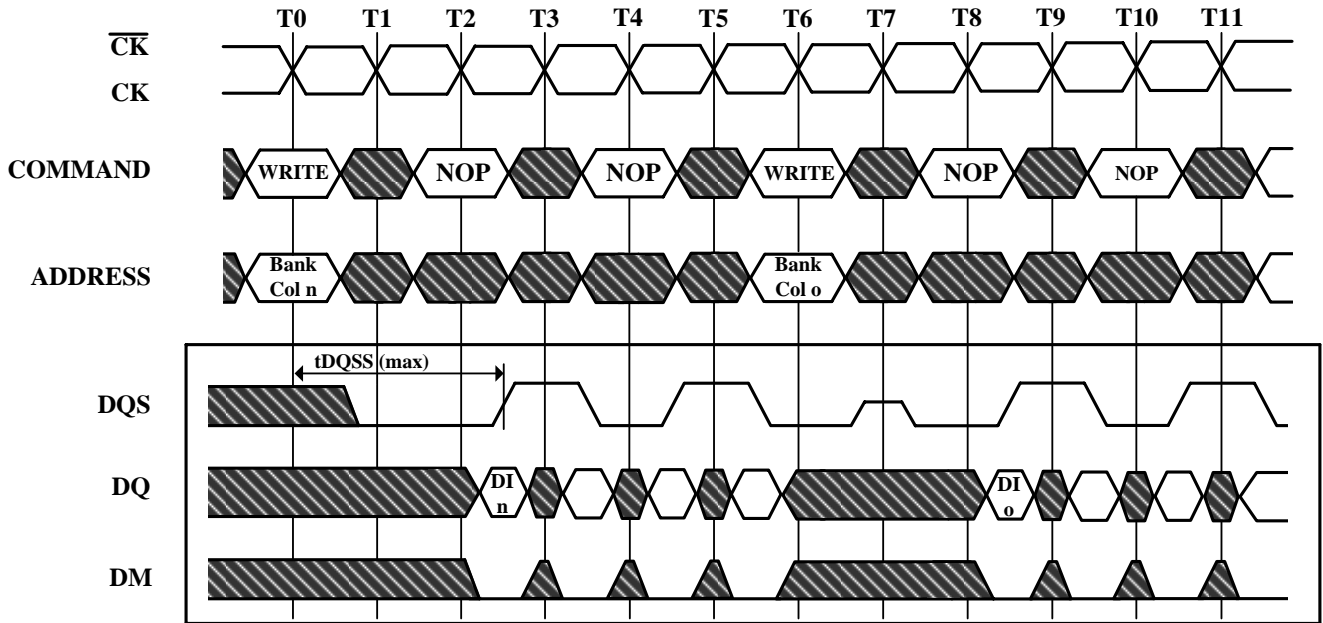 T0 T1 T2 T3 T4 T5 T6 T7 T8 T9 T10 T11
CK
CK
COMMAND WRITE NOP NOP WRITE NOP NOP
ADDRESS Bank Col n Bank Col o
tDQSS (max)
DQS
DQ DI n DI o
DM